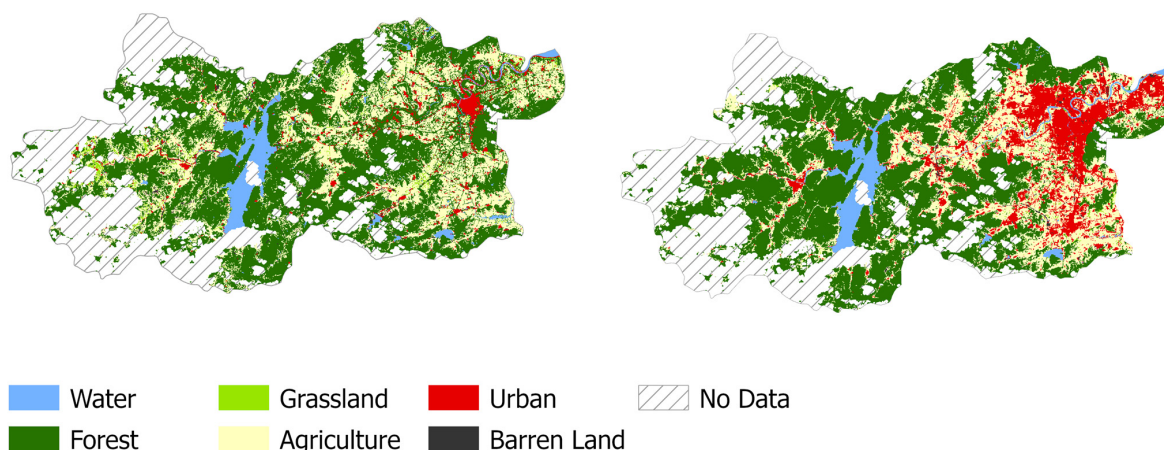 Water
Grassland
Urban
No Data
Forest
Agriculture
Barren Land